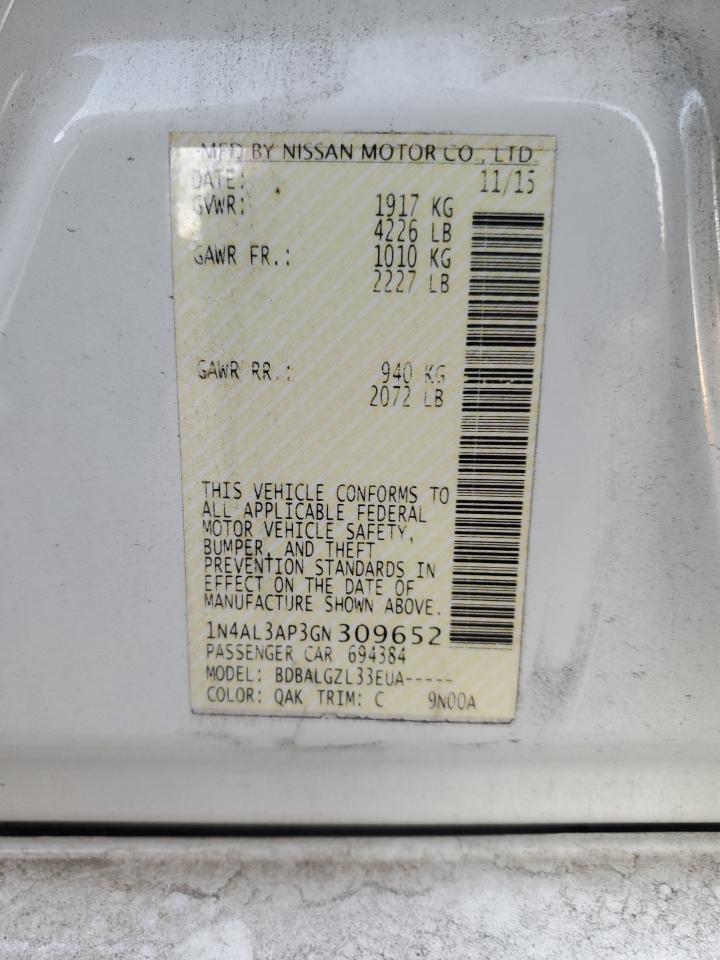 MFD BY NISSAN MOTOR CO., LTD.
DATE: 11/15
GVWR: 1917 KG
4226 LB
GAWR FR.: 1010 KG
2227 LB
GAWR RR.: 940 KG
2072 LB
THIS VEHICLE CONFORMS TO
ALL APPLICABLE FEDERAL
MOTOR VEHICLE SAFETY,
BUMPER, AND THEFT
PREVENTION STANDARDS IN
EFFECT ON THE DATE OF
MANUFACTURE SHOWN ABOVE.
1N4AL3AP3GN309652
PASSENGER CAR 694384
MODEL: BDBALGZL33EUA-----
COLOR: QAK TRIM: C 9N00A